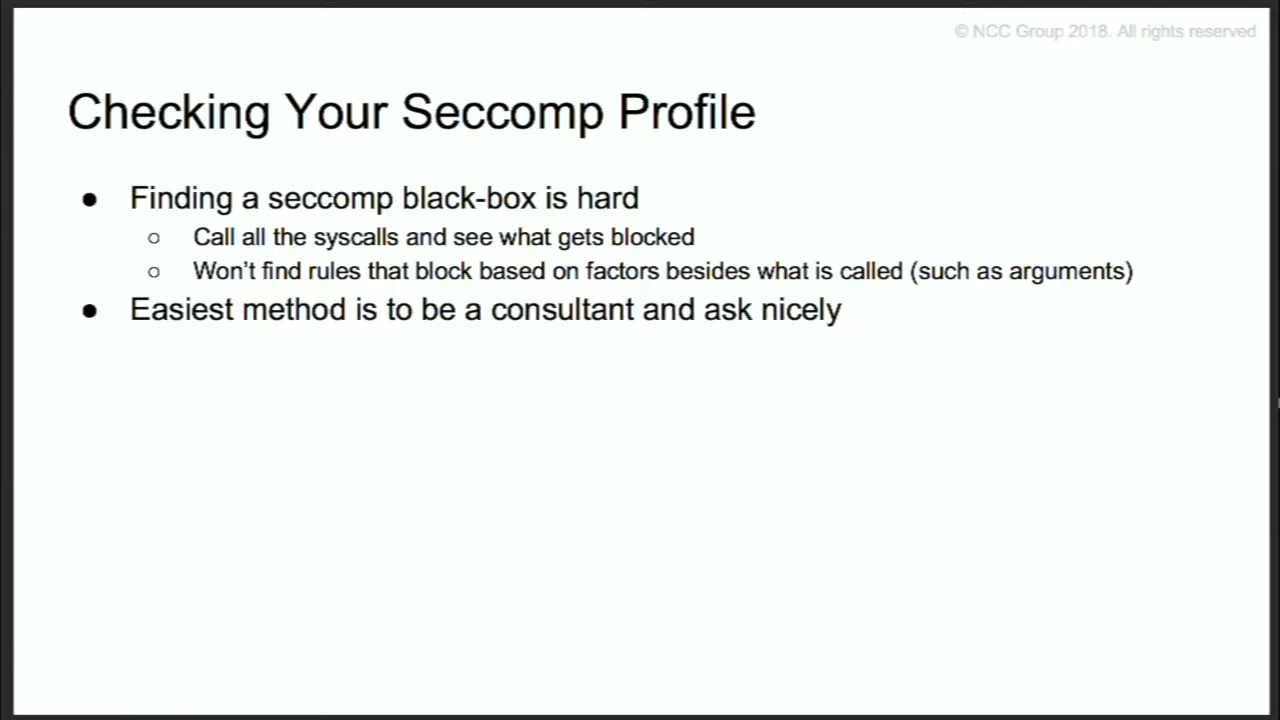 © NCC Group 2018. All rights reserved
Checking Your Seccomp Profile
● Finding a seccomp black-box is hard
○ Call all the syscalls and see what gets blocked
○ Won’t find rules that block based on factors besides what is called (such as arguments)
● Easiest method is to be a consultant and ask nicely